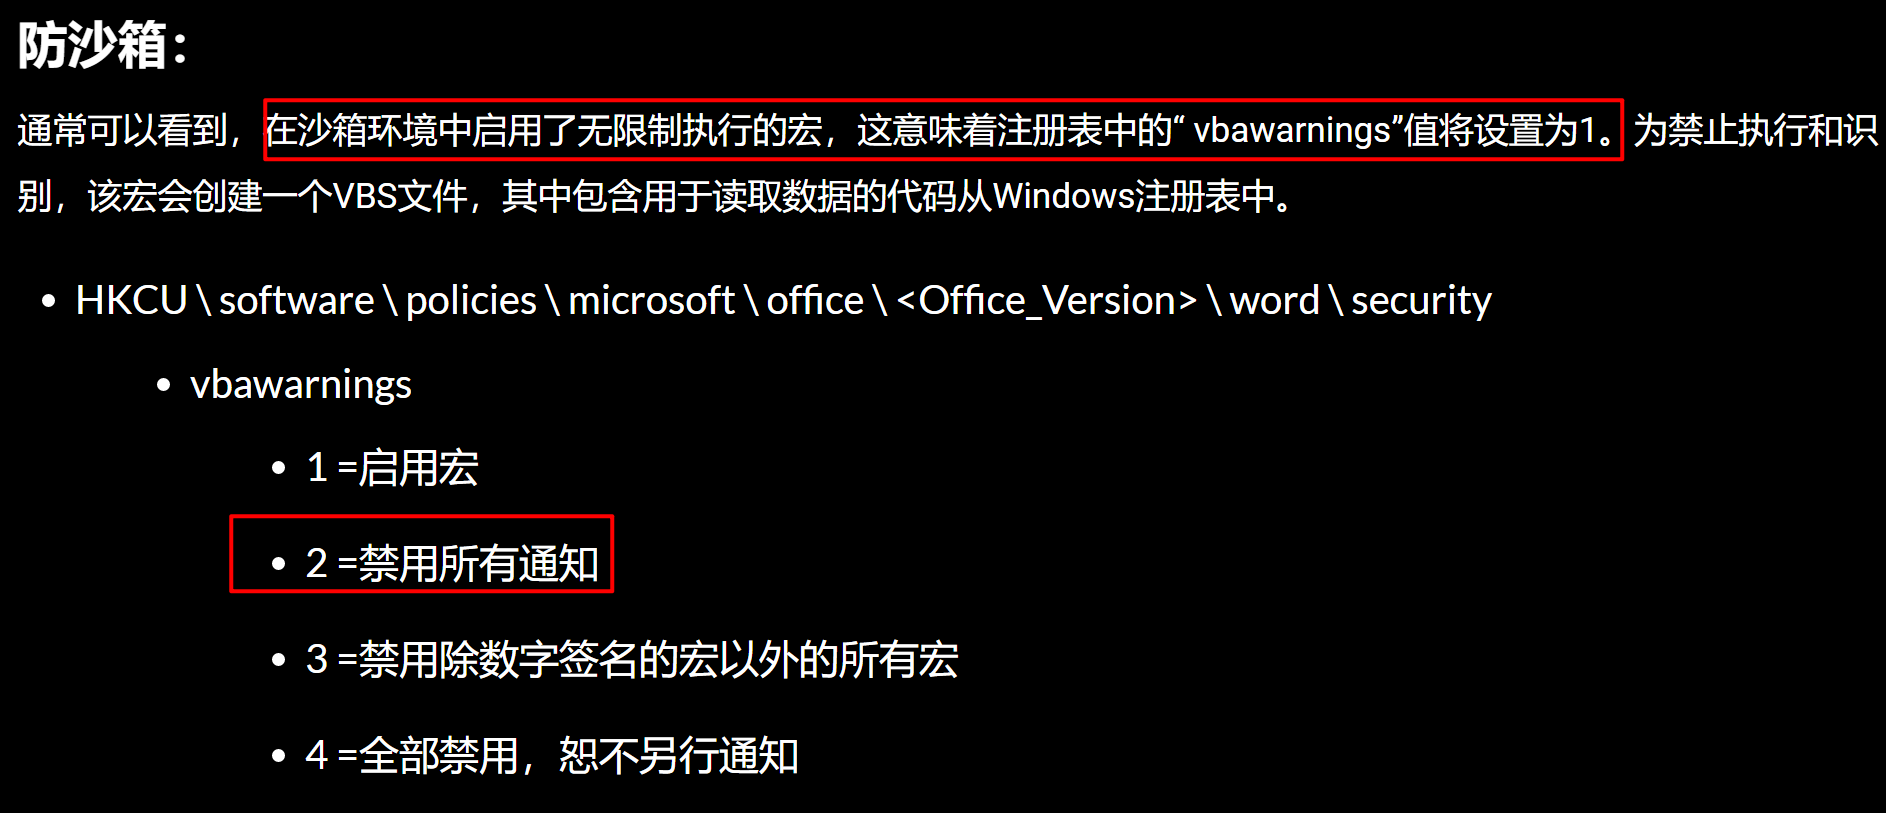 防沙箱：
通常可以看到，在沙箱环境中启用了无限制执行的宏，这意味着注册表中的“ vbawarnings”值将设置为1。为禁止执行和识
别，该宏会创建一个VBS文件，其中包含用于读取数据的代码从Windows注册表中。
• HKCU \ software \ policies \ microsoft \ office \ <Office_Version> \ word \ security
• vbawarnings
• 1 =启用宏
• 2 =禁用所有通知
• 3 =禁用除数字签名的宏以外的所有宏
• 4 =全部禁用，恕不另行通知